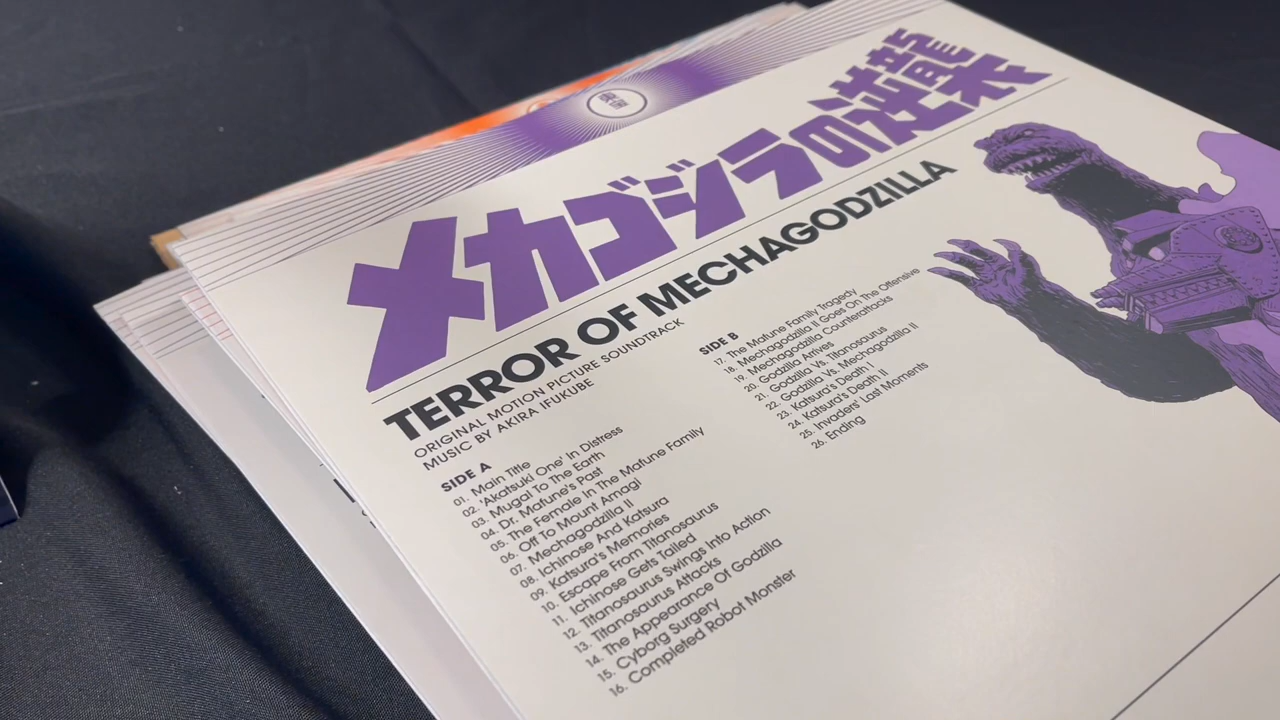 東宝
メカゴジラの逆襲
TERROR OF MECHAGODZILLA
ORIGINAL MOTION PICTURE SOUNDTRACK
MUSIC BY AKIRA IFUKUBE
SIDE A
01. Main Title
02. 'Akatsuki One' In Distress
03. Mugal To The Earth
04. Dr. Mafune's Past
05. The Female In The Mafune Family
06. Off To Mount Amagi
07. Mechagodzilla II
08. Ichinose And Katsura
09. Katsura's Memories
10. Escape From Titanosaurus
11. Ichinose Gets Tailed
12. Titanosaurus Swings Into Action
13. Titanosaurus Attacks
14. The Appearance Of Godzilla
15. Cyborg Surgery
16. Completed Robot Monster
SIDE B
17. The Mafune Family Tragedy
18. Mechagodzilla II Goes On The Offensive
19. Mechagodzilla Counterattacks
20. Godzilla Arrives
21. Godzilla Vs. Titanosaurus
22. Godzilla Vs. Mechagodzilla II
23. Katsura's Death I
24. Katsura's Death II
25. Invaders' Last Moments
26. Ending